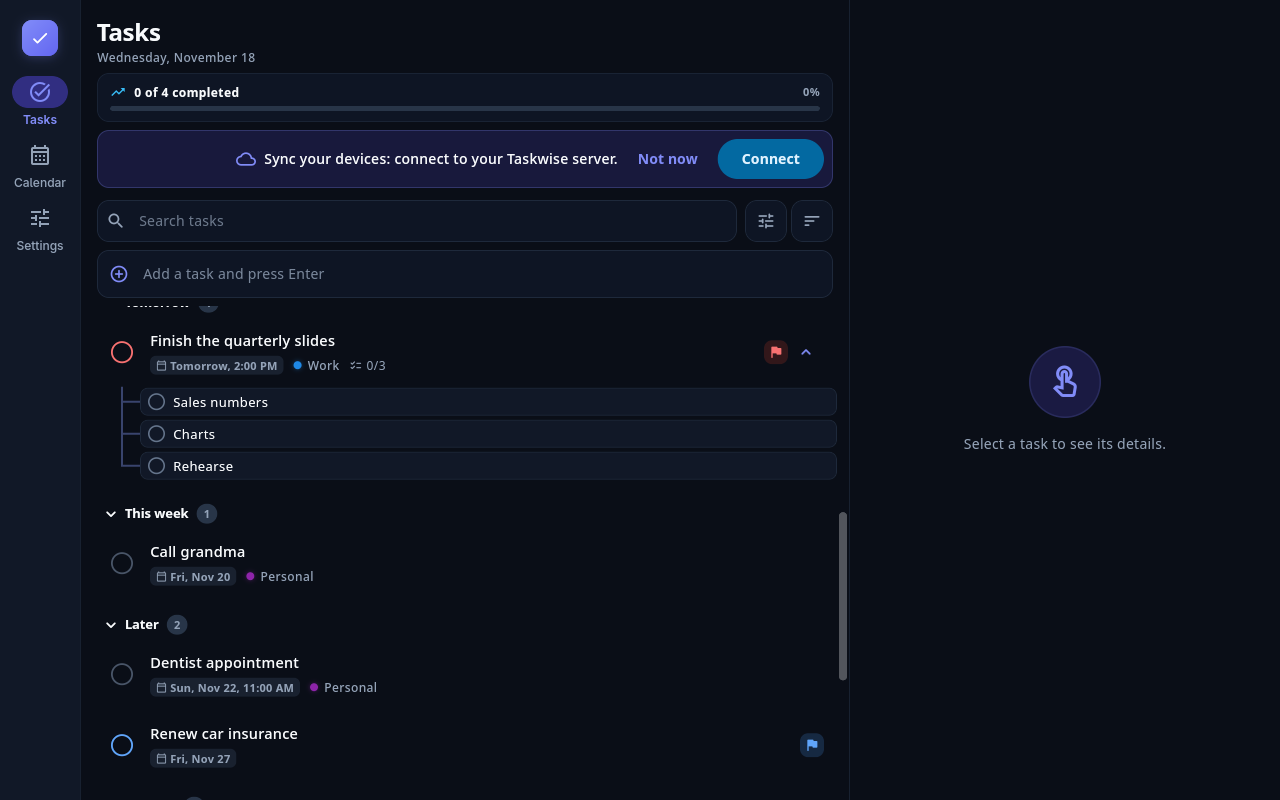 Tasks
Calendar
Settings
Tasks
Wednesday, November 18
0 of 4 completed
0%
Sync your devices: connect to your Taskwise server.
Not now
Connect
Search tasks
Add a task and press Enter
Tomorrow
Finish the quarterly slides
Tomorrow, 2:00 PM
Work
0/3
Sales numbers
Charts
Rehearse
This week 1
Call grandma
Fri, Nov 20
Personal
Later 2
Dentist appointment
Sun, Nov 22, 11:00 AM
Personal
Renew car insurance
Fri, Nov 27
Select a task to see its details.